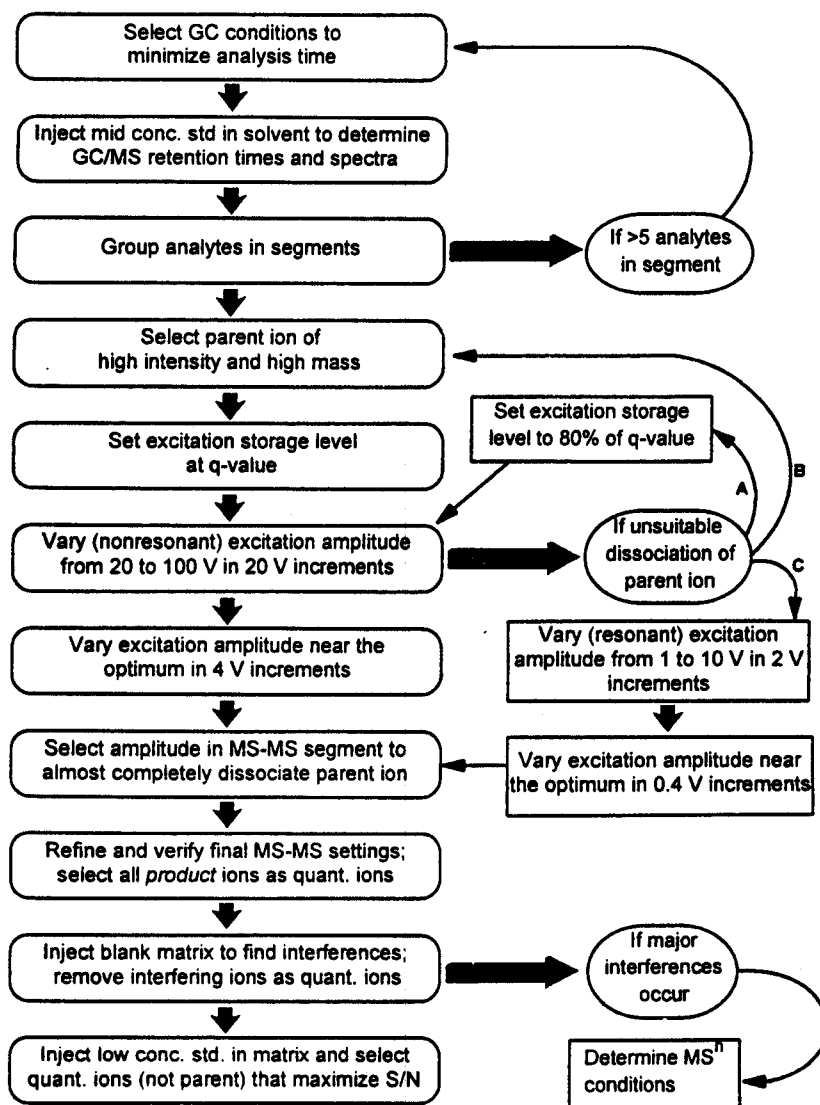 Select GC conditions to
minimize analysis time
Inject mid conc. std in solvent to determine
GC/MS retention times and spectra
Group analytes in segments
If >5 analytes
in segment
Select parent ion of
high intensity and high mass
Set excitation storage level
at q-value
Set excitation storage
level to 80% of q-value
A
B
Vary (nonresonant) excitation amplitude
from 20 to 100 V in 20 V increments
If unsuitable
dissociation of
parent ion
C
Vary excitation amplitude near the
optimum in 4 V increments
Vary (resonant) excitation
amplitude from 1 to 10 V in 2 V
increments
Select amplitude in MS-MS segment to
almost completely dissociate parent ion
Vary excitation amplitude near
the optimum in 0.4 V increments
Refine and verify final MS-MS settings;
select all product ions as quant. ions
Inject blank matrix to find interferences;
remove interfering ions as quant. ions
If major
interferences
occur
Inject low conc. std. in matrix and select
quant. ions (not parent) that maximize S/N
Determine MSⁿ
conditions